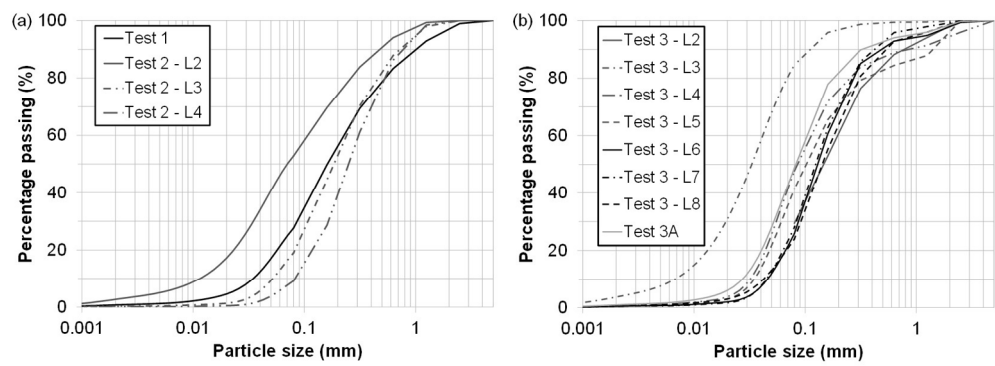 (a)
100
80
60
40
20
0
Percentage passing (%)
Test 1
Test 2 - L2
Test 2 - L3
Test 2 - L4
0.001 0.01 0.1 1
Particle size (mm)
(b)
100
80
60
40
20
0
Percentage passing (%)
Test 3 - L2
Test 3 - L3
Test 3 - L4
Test 3 - L5
Test 3 - L6
Test 3 - L7
Test 3 - L8
Test 3A
0.001 0.01 0.1 1
Particle size (mm)